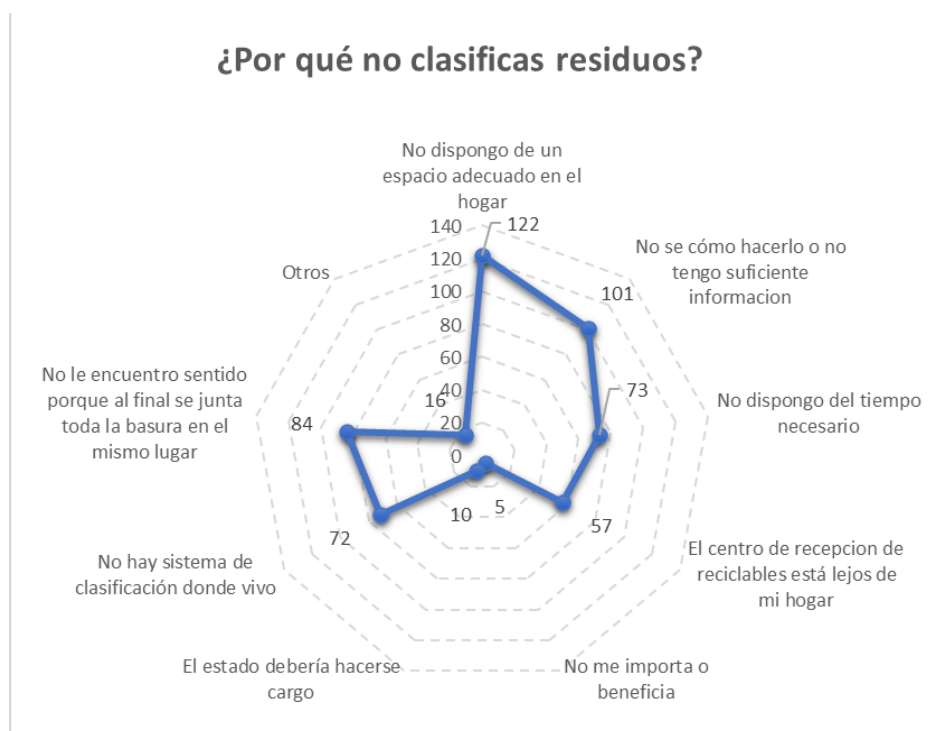 ¿Por qué no clasificas residuos?
No dispongo de un
espacio adecuado en el
hogar
140
122
120
100
80
60
40
20
0
No se cómo hacerlo o no
tengo suficiente
informacion
101
No dispongo del tiempo
necesario
73
El centro de recepcion de
reciclables está lejos de
mi hogar
57
No me importa o
beneficia
5
El estado debería hacerse
cargo
10
No hay sistema de
clasificación donde vivo
72
No le encuentro sentido
porque al final se junta
toda la basura en el
mismo lugar
84
Otros
16